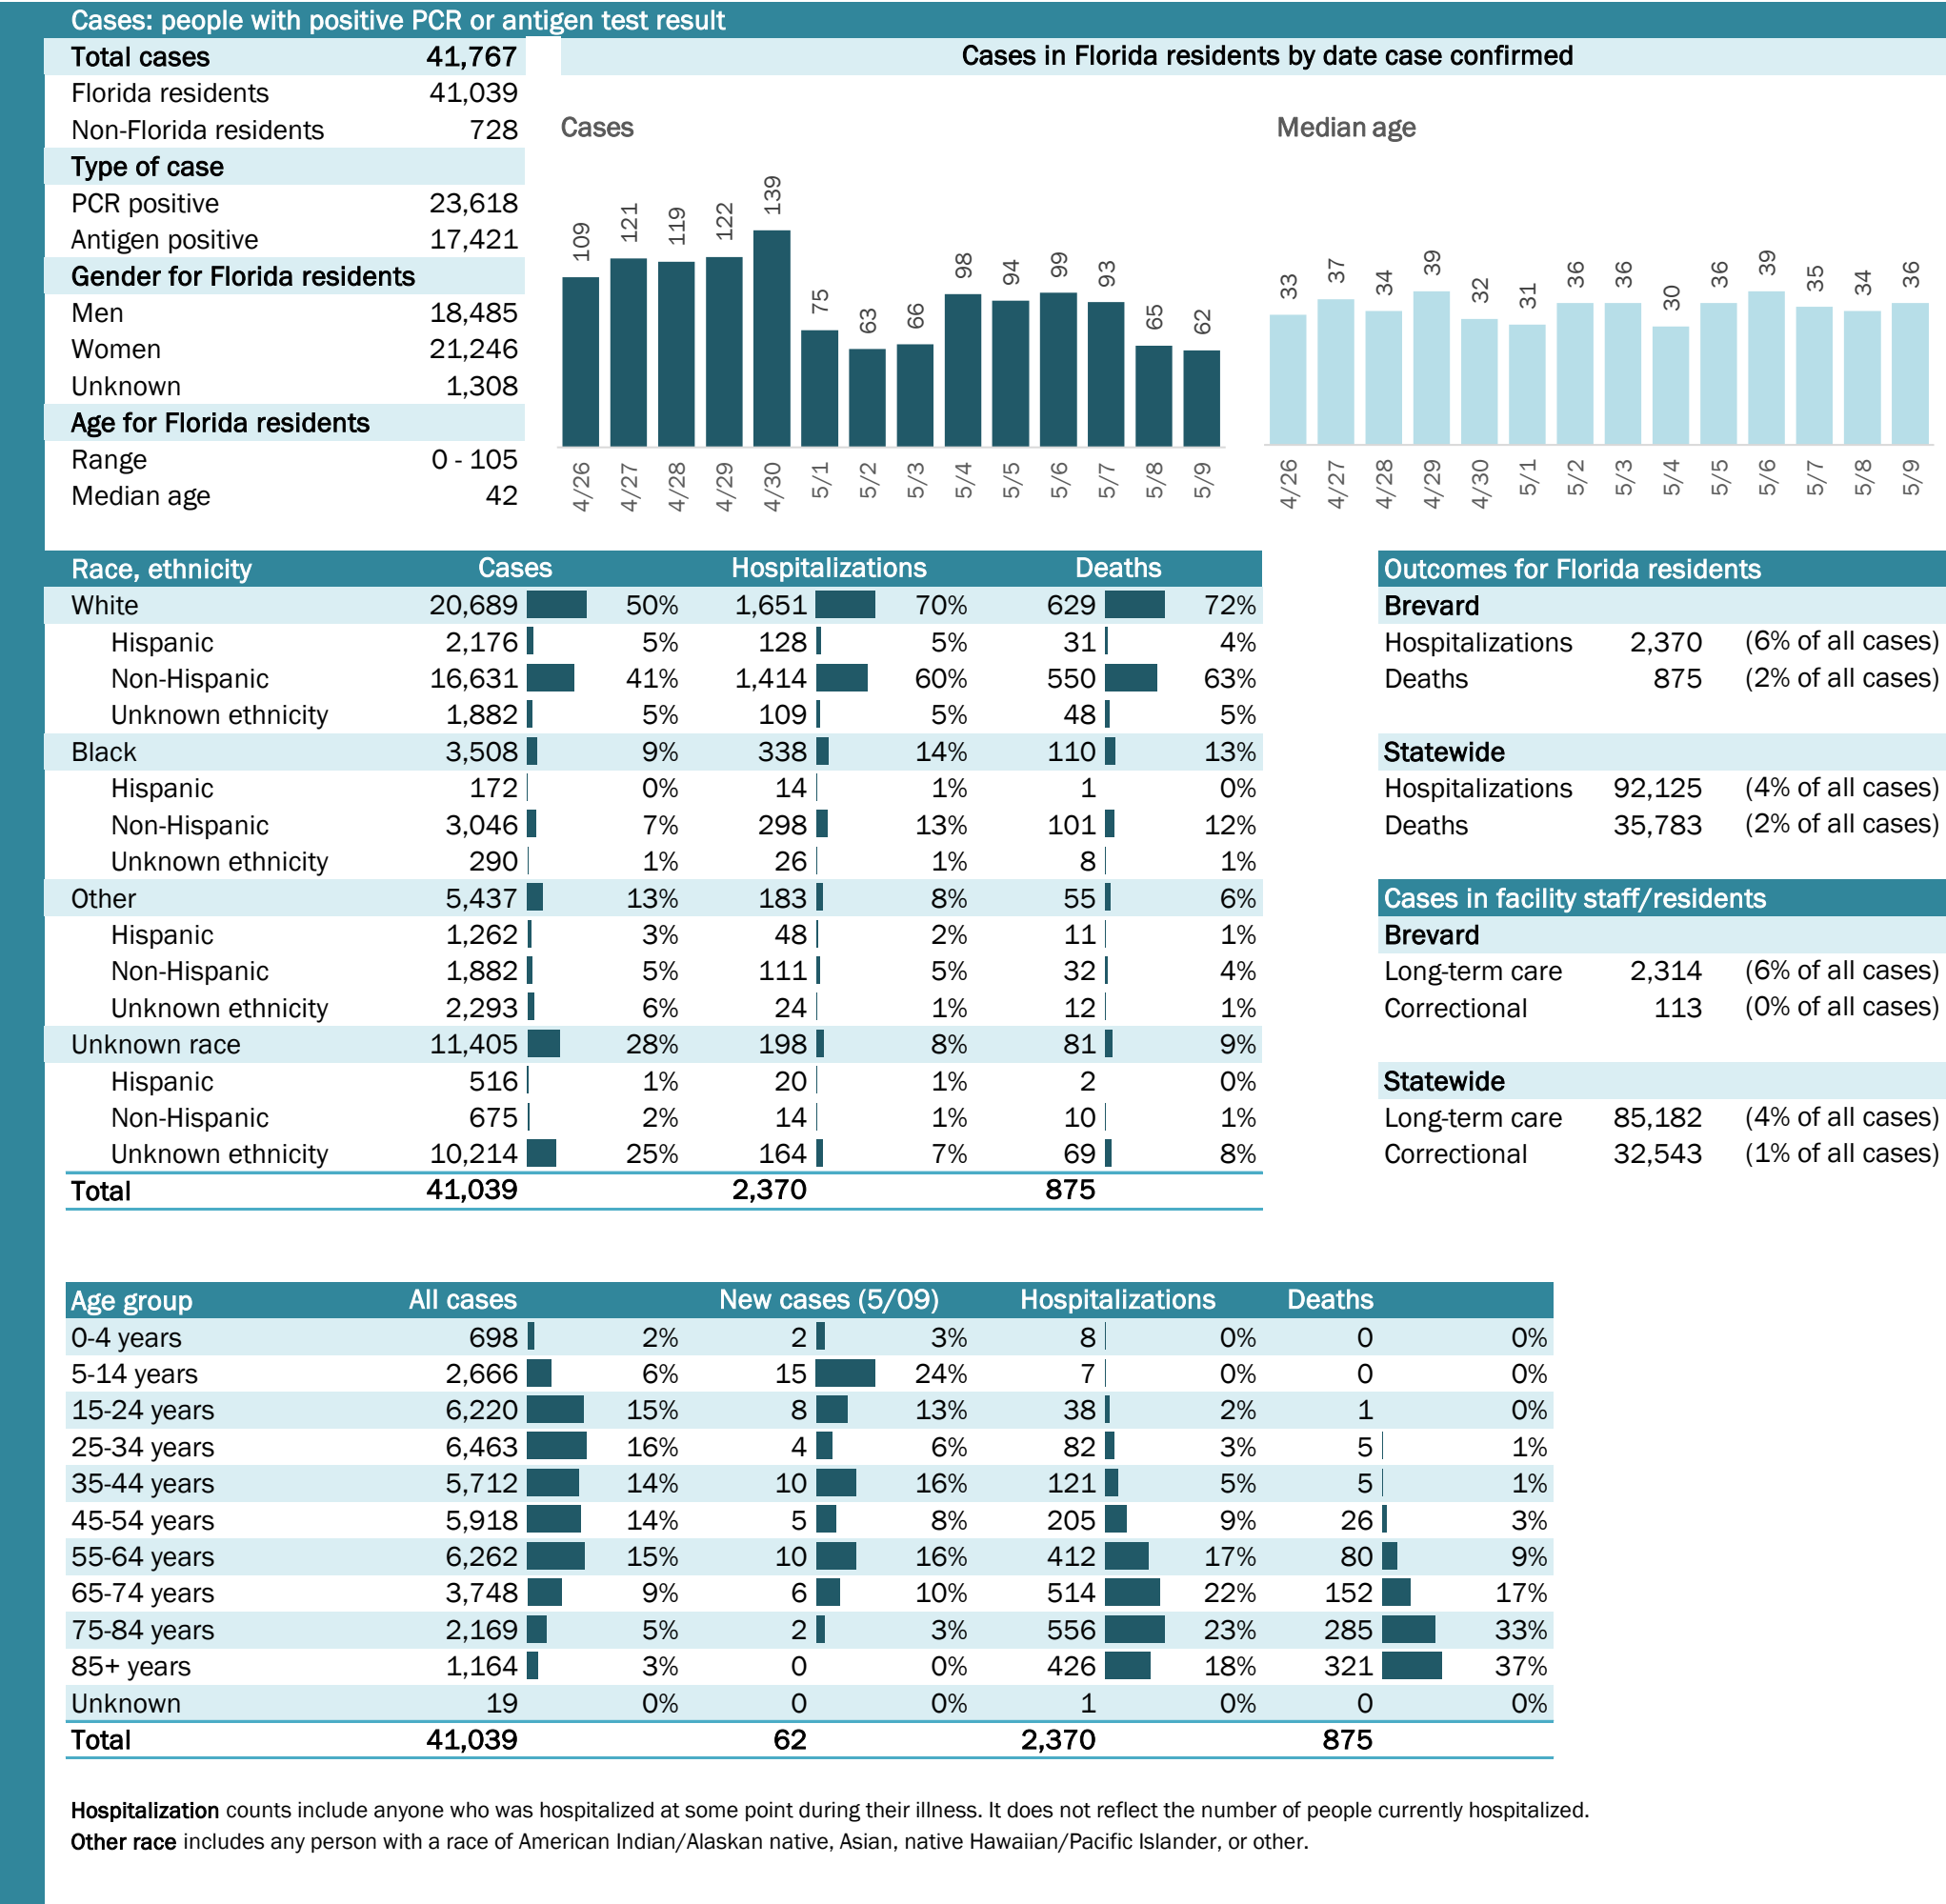 Cases: people with positive PCR or antigen test result
Total cases 41,767
Florida residents 41,039
Non-Florida residents 728
Type of case
PCR positive 23,618
Antigen positive 17,421
Gender for Florida residents
Men 18,485
Women 21,246
Unknown 1,308
Age for Florida residents
Range 0 - 105
Median age 42
Cases in Florida residents by date case confirmed
Cases
109 121 119 122 139 75 63 66 98 94 99 93 65 62
4/26 4/27 4/28 4/29 4/30 5/1 5/2 5/3 5/4 5/5 5/6 5/7 5/8 5/9
Median age
33 37 34 39 32 31 36 36 30 36 39 35 34 36
4/26 4/27 4/28 4/29 4/30 5/1 5/2 5/3 5/4 5/5 5/6 5/7 5/8 5/9
Race, ethnicity Cases Hospitalizations Deaths
White 20,689 50% 1,651 70% 629 72%
Hispanic 2,176 5% 128 5% 31 4%
Non-Hispanic 16,631 41% 1,414 60% 550 63%
Unknown ethnicity 1,882 5% 109 5% 48 5%
Black 3,508 9% 338 14% 110 13%
Hispanic 172 0% 14 1% 1 0%
Non-Hispanic 3,046 7% 298 13% 101 12%
Unknown ethnicity 290 1% 26 1% 8 1%
Other 5,437 13% 183 8% 55 6%
Hispanic 1,262 3% 48 2% 11 1%
Non-Hispanic 1,882 5% 111 5% 32 4%
Unknown ethnicity 2,293 6% 24 1% 12 1%
Unknown race 11,405 28% 198 8% 81 9%
Hispanic 516 1% 20 1% 2 0%
Non-Hispanic 675 2% 14 1% 10 1%
Unknown ethnicity 10,214 25% 164 7% 69 8%
Total 41,039 2,370 875
Outcomes for Florida residents
Brevard
Hospitalizations 2,370 (6% of all cases)
Deaths 875 (2% of all cases)
Statewide
Hospitalizations 92,125 (4% of all cases)
Deaths 35,783 (2% of all cases)
Cases in facility staff/residents
Brevard
Long-term care 2,314 (6% of all cases)
Correctional 113 (0% of all cases)
Statewide
Long-term care 85,182 (4% of all cases)
Correctional 32,543 (1% of all cases)
Age group All cases New cases (5/09) Hospitalizations Deaths
0-4 years 698 2% 2 3% 8 0% 0 0%
5-14 years 2,666 6% 15 24% 7 0% 0 0%
15-24 years 6,220 15% 8 13% 38 2% 1 0%
25-34 years 6,463 16% 4 6% 82 3% 5 1%
35-44 years 5,712 14% 10 16% 121 5% 5 1%
45-54 years 5,918 14% 5 8% 205 9% 26 3%
55-64 years 6,262 15% 10 16% 412 17% 80 9%
65-74 years 3,748 9% 6 10% 514 22% 152 17%
75-84 years 2,169 5% 2 3% 556 23% 285 33%
85+ years 1,164 3% 0 0% 426 18% 321 37%
Unknown 19 0% 0 0% 1 0% 0 0%
Total 41,039 62 2,370 875
Hospitalization counts include anyone who was hospitalized at some point during their illness. It does not reflect the number of people currently hospitalized.
Other race includes any person with a race of American Indian/Alaskan native, Asian, native Hawaiian/Pacific Islander, or other.